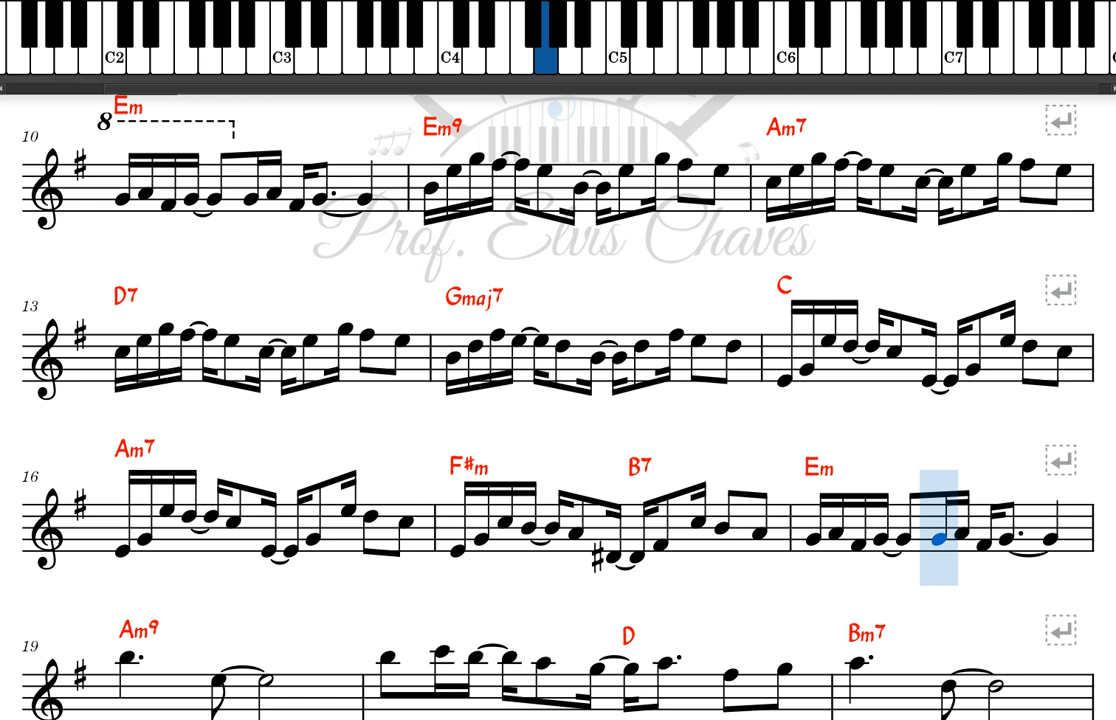 C2 C3 C4 C5 C6 C7
Em
8
10 Em9 Am7
Prof. Elvis Chaves
13 D7 Gmaj7 C
16 Am7 F#m B7 Em
19 Am9 D Bm7